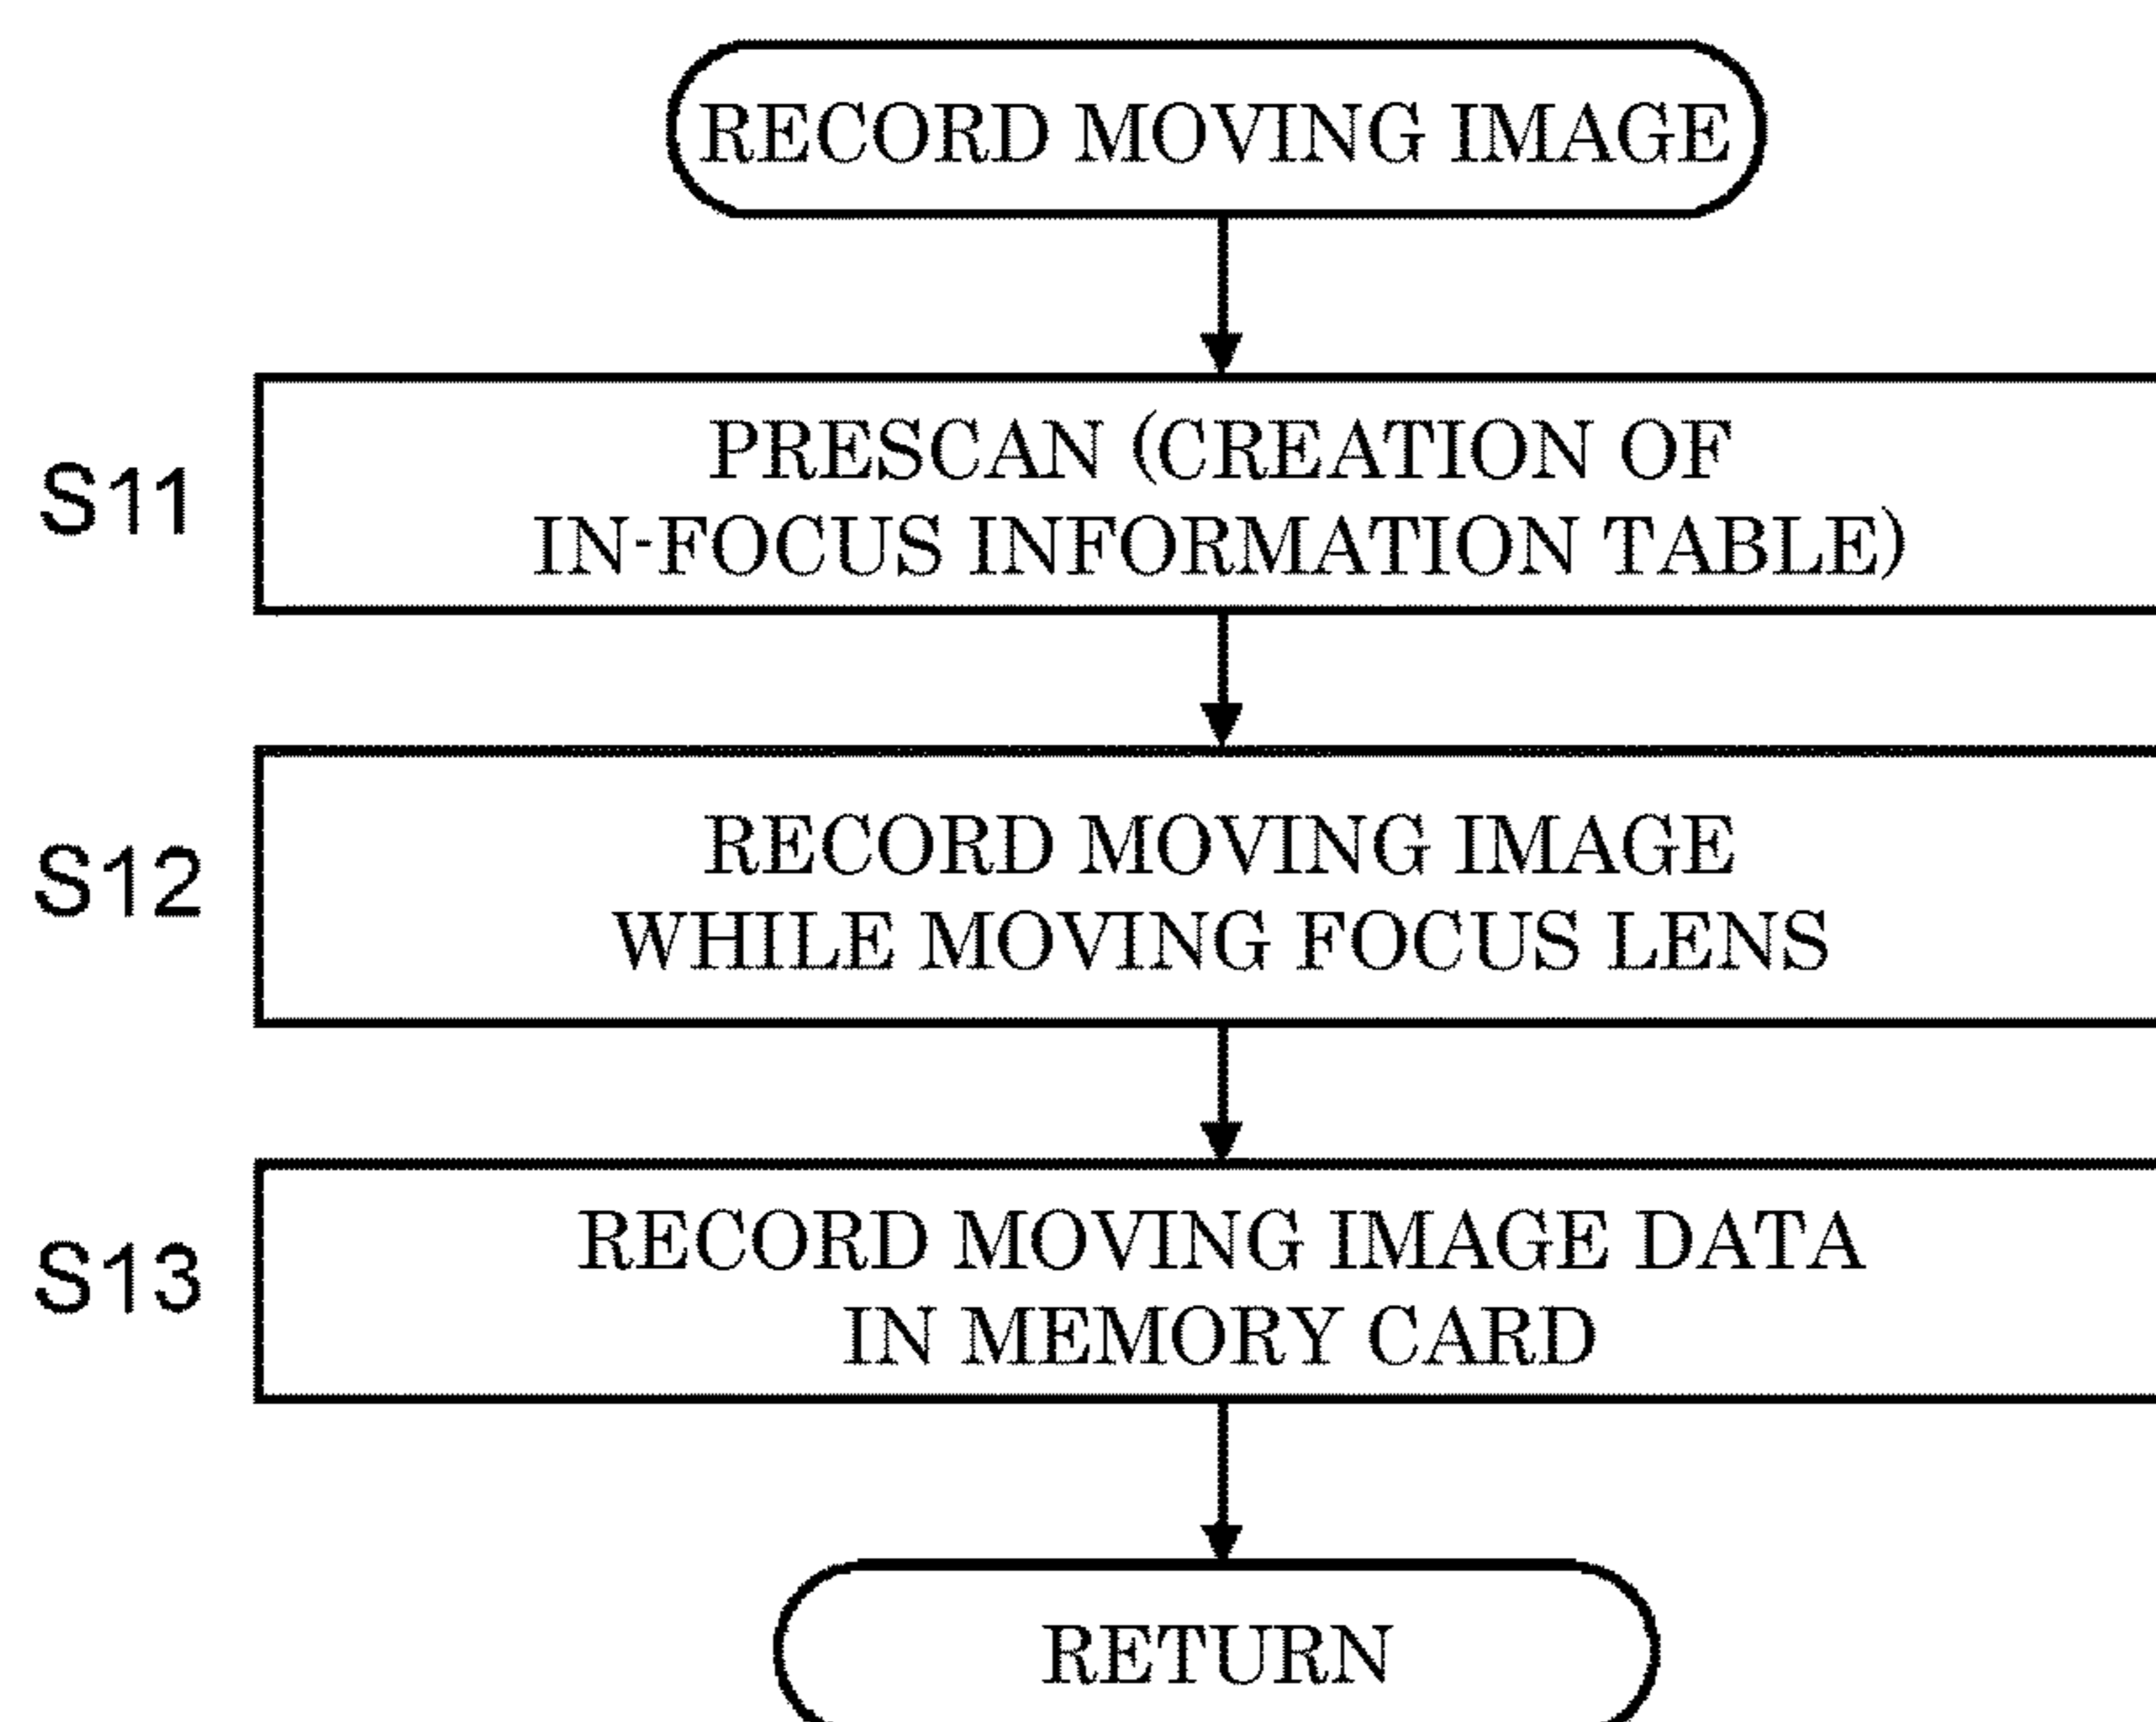 RECORD MOVING IMAGE
S11
PRESCAN (CREATION OF
IN-FOCUS INFORMATION TABLE)
S12
RECORD MOVING IMAGE
WHILE MOVING FOCUS LENS
S13
RECORD MOVING IMAGE DATA
IN MEMORY CARD
RETURN